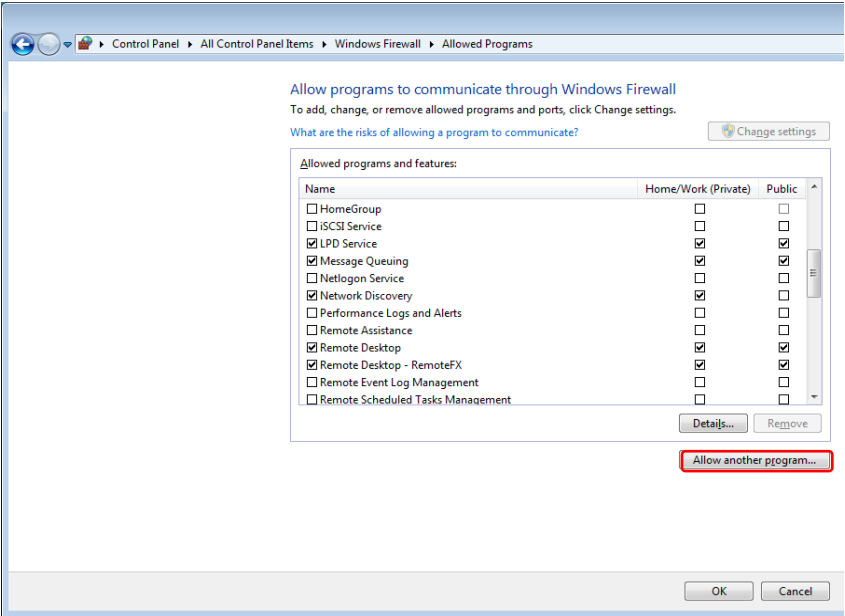 Control Panel ▸ All Control Panel Items ▸ Windows Firewall ▸ Allowed Programs
Allow programs to communicate through Windows Firewall
To add, change, or remove allowed programs and ports, click Change settings.
What are the risks of allowing a program to communicate?
Change settings
Allowed programs and features:
Name Home/Work (Private) Public
HomeGroup
iSCSI Service
LPD Service
Message Queuing
Netlogon Service
Network Discovery
Performance Logs and Alerts
Remote Assistance
Remote Desktop
Remote Desktop - RemoteFX
Remote Event Log Management
Remote Scheduled Tasks Management
Details... Remove
Allow another program...
OK Cancel